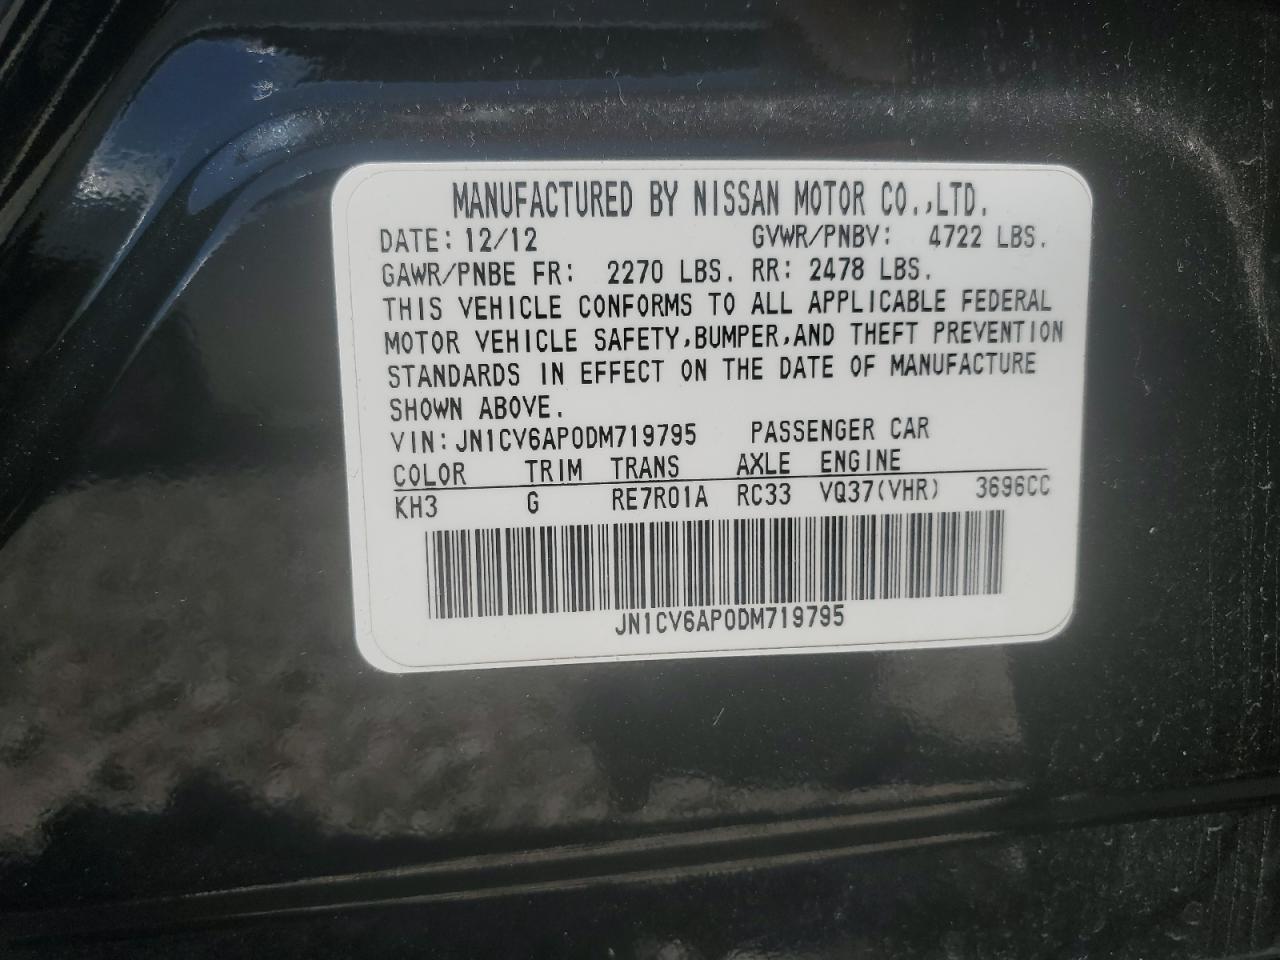 MANUFACTURED BY NISSAN MOTOR CO.,LTD.
DATE: 12/12 GVWR/PNBV: 4722 LBS.
GAWR/PNBE FR: 2270 LBS. RR: 2478 LBS.
THIS VEHICLE CONFORMS TO ALL APPLICABLE FEDERAL
MOTOR VEHICLE SAFETY,BUMPER,AND THEFT PREVENTION
STANDARDS IN EFFECT ON THE DATE OF MANUFACTURE
SHOWN ABOVE.
VIN: JN1CV6AP0DM719795 PASSENGER CAR
COLOR TRIM TRANS AXLE ENGINE
KH3 G RE7R01A RC33 VQ37(VHR) 3696CC
JN1CV6AP0DM719795